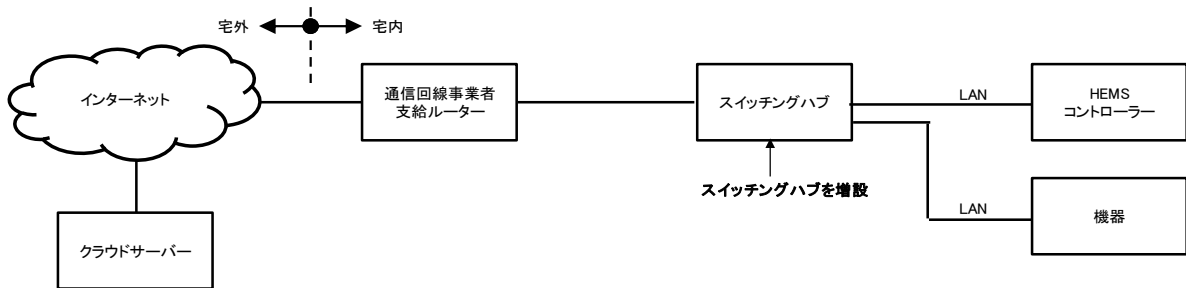 宅外
宅内
インターネット
通信回線事業者
支給ルーター
スイッチングハブ
LAN
HEMS
コントローラー
スイッチングハブを増設
LAN
機器
クラウドサーバー